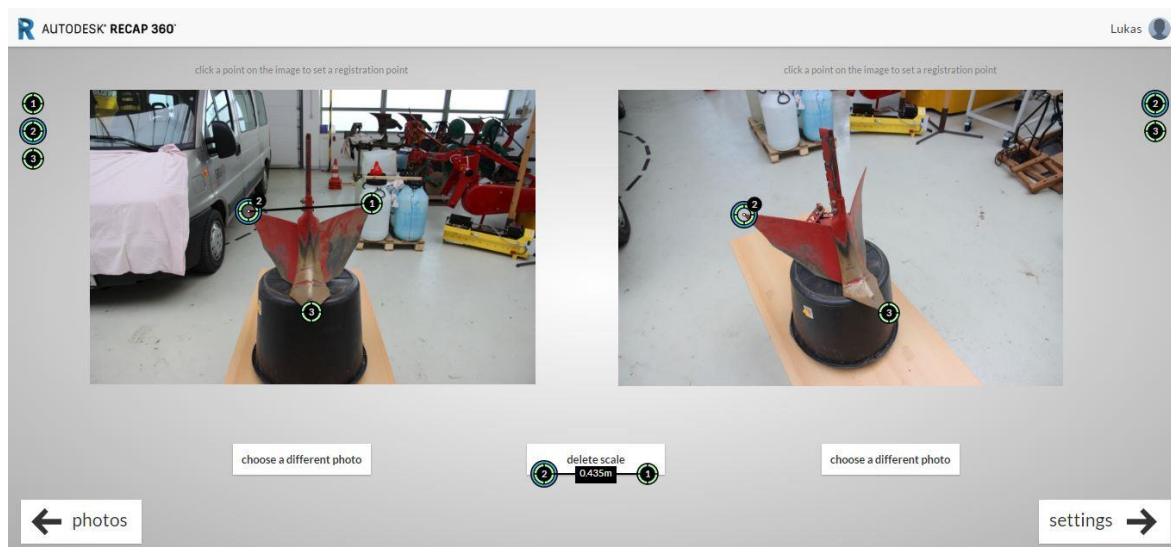 R AUTODESK® RECAP 360™
Lukas
click a point on the image to set a registration point
click a point on the image to set a registration point
1
2
3
2
3
2
1
3
2
3
choose a different photo
delete scale
choose a different photo
2
0.435m
1
photos
settings